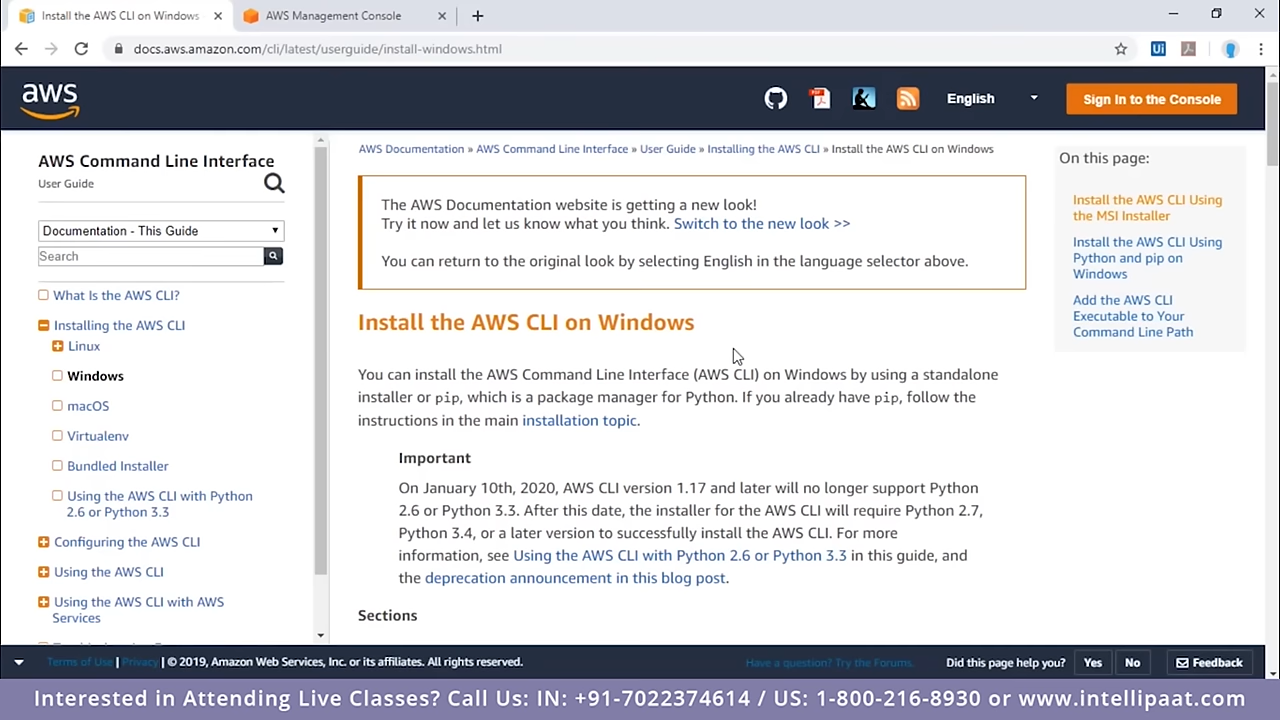 Install the AWS CLI on Windows
AWS Management Console
docs.aws.amazon.com/cli/latest/userguide/install-windows.html
Ui
aws
English
Sign In to the Console
AWS Command Line Interface
User Guide
Documentation - This Guide
Search
What Is the AWS CLI?
Installing the AWS CLI
Linux
Windows
macOS
Virtualenv
Bundled Installer
Using the AWS CLI with Python
2.6 or Python 3.3
Configuring the AWS CLI
Using the AWS CLI
Using the AWS CLI with AWS
Services
AWS Documentation » AWS Command Line Interface » User Guide » Installing the AWS CLI » Install the AWS CLI on Windows
The AWS Documentation website is getting a new look!
Try it now and let us know what you think. Switch to the new look >>
You can return to the original look by selecting English in the language selector above.
Install the AWS CLI on Windows
You can install the AWS Command Line Interface (AWS CLI) on Windows by using a standalone
installer or pip, which is a package manager for Python. If you already have pip, follow the
instructions in the main installation topic.
Important
On January 10th, 2020, AWS CLI version 1.17 and later will no longer support Python
2.6 or Python 3.3. After this date, the installer for the AWS CLI will require Python 2.7,
Python 3.4, or a later version to successfully install the AWS CLI. For more
information, see Using the AWS CLI with Python 2.6 or Python 3.3 in this guide, and
the deprecation announcement in this blog post.
Sections
On this page:
Install the AWS CLI Using
the MSI Installer
Install the AWS CLI Using
Python and pip on
Windows
Add the AWS CLI
Executable to Your
Command Line Path
Terms of Use | Privacy | © 2019, Amazon Web Services, Inc. or its affiliates. All rights reserved.
Have a question? Try the Forums.
Did this page help you?
Yes
No
Feedback
Interested in Attending Live Classes? Call Us: IN: +91-7022374614 / US: 1-800-216-8930 or www.intellipaat.com